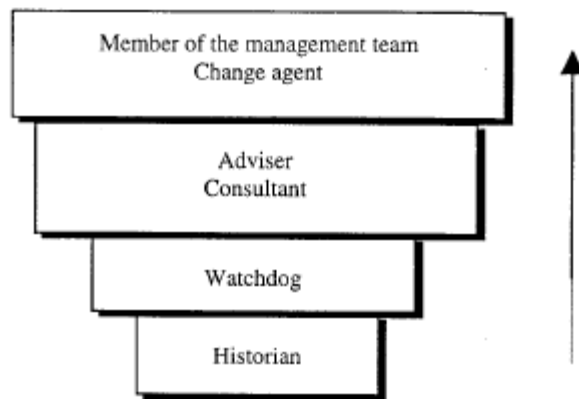 Member of the management team
Change agent
Adviser
Consultant
Watchdog
Historian